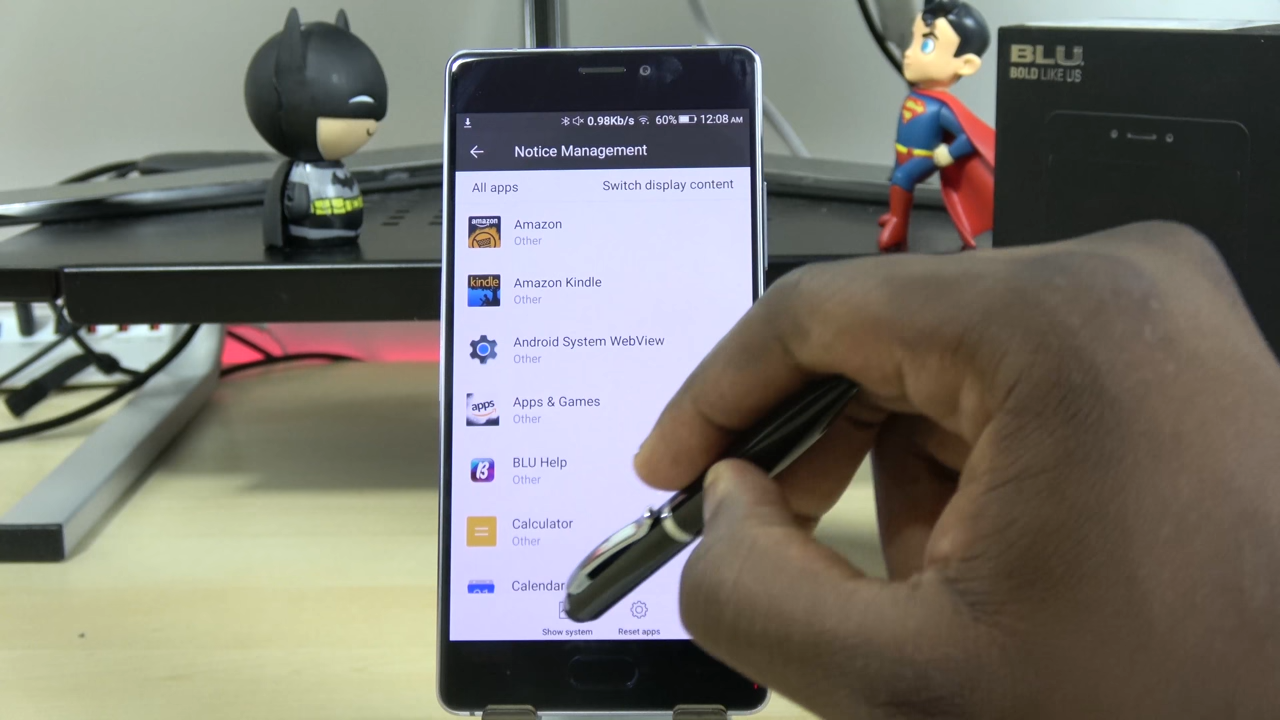 BLU
BOLD LIKE US
0.98Kb/s 60% 12:08 AM
Notice Management
All apps Switch display content
amazon
Amazon
Other
kindle
Amazon Kindle
Other
Android System WebView
Other
apps
Apps & Games
Other
B
BLU Help
Other
Calculator
Other
Calendar
Show system Reset apps